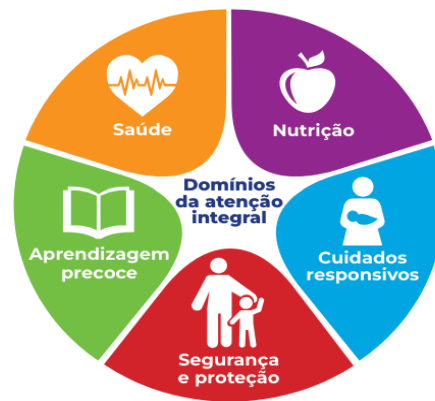 Saúde
Nutrição
Domínios
da atenção
integral
Aprendizagem
precoce
Cuidados
responsivos
Segurança
e proteção